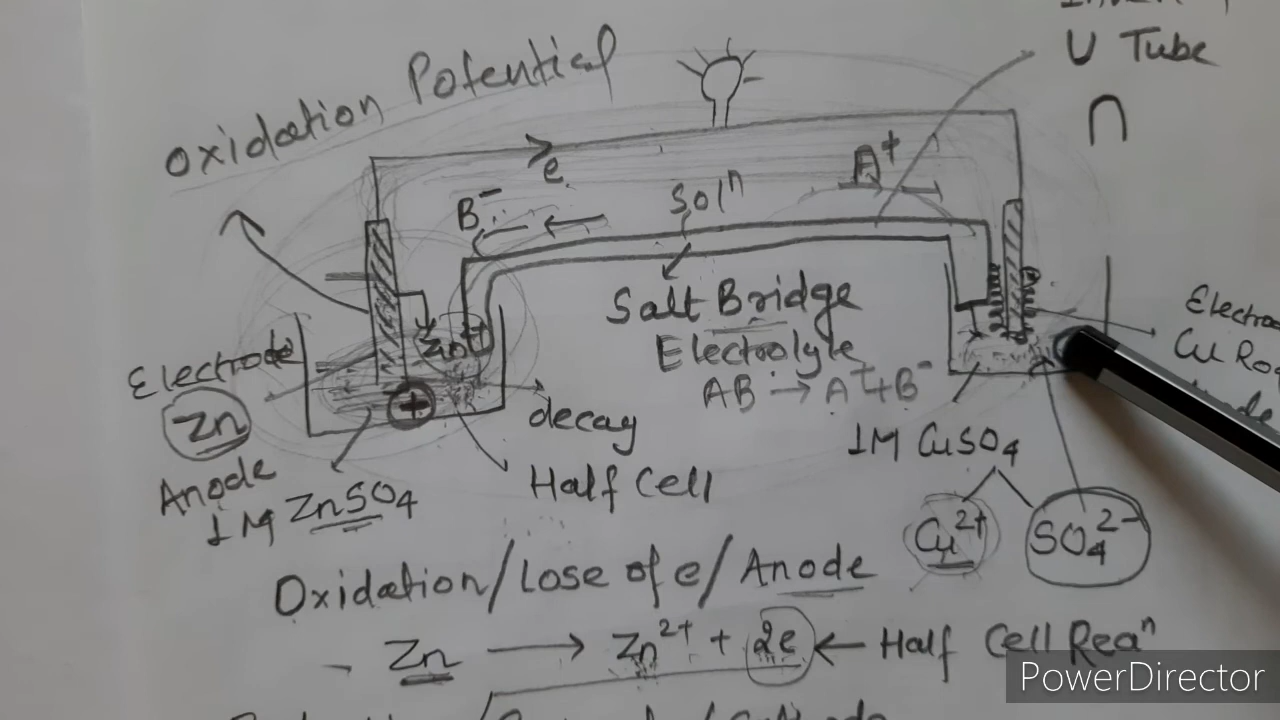 U Tube
∩
Oxidation Potential
e
A⁺
B⁻
Solⁿ
Salt Bridge
Electrolyte
AB → A⁺ + B⁻
Electrode
Zn
Anode
1M ZnSO₄
+
decay
Half Cell
Cu
1M CuSO₄
Cu²⁺
SO₄²⁻
Oxidation/Lose of e/Anode
Zn → Zn²⁺ + 2e ← Half Cell Reaⁿ
PowerDirector